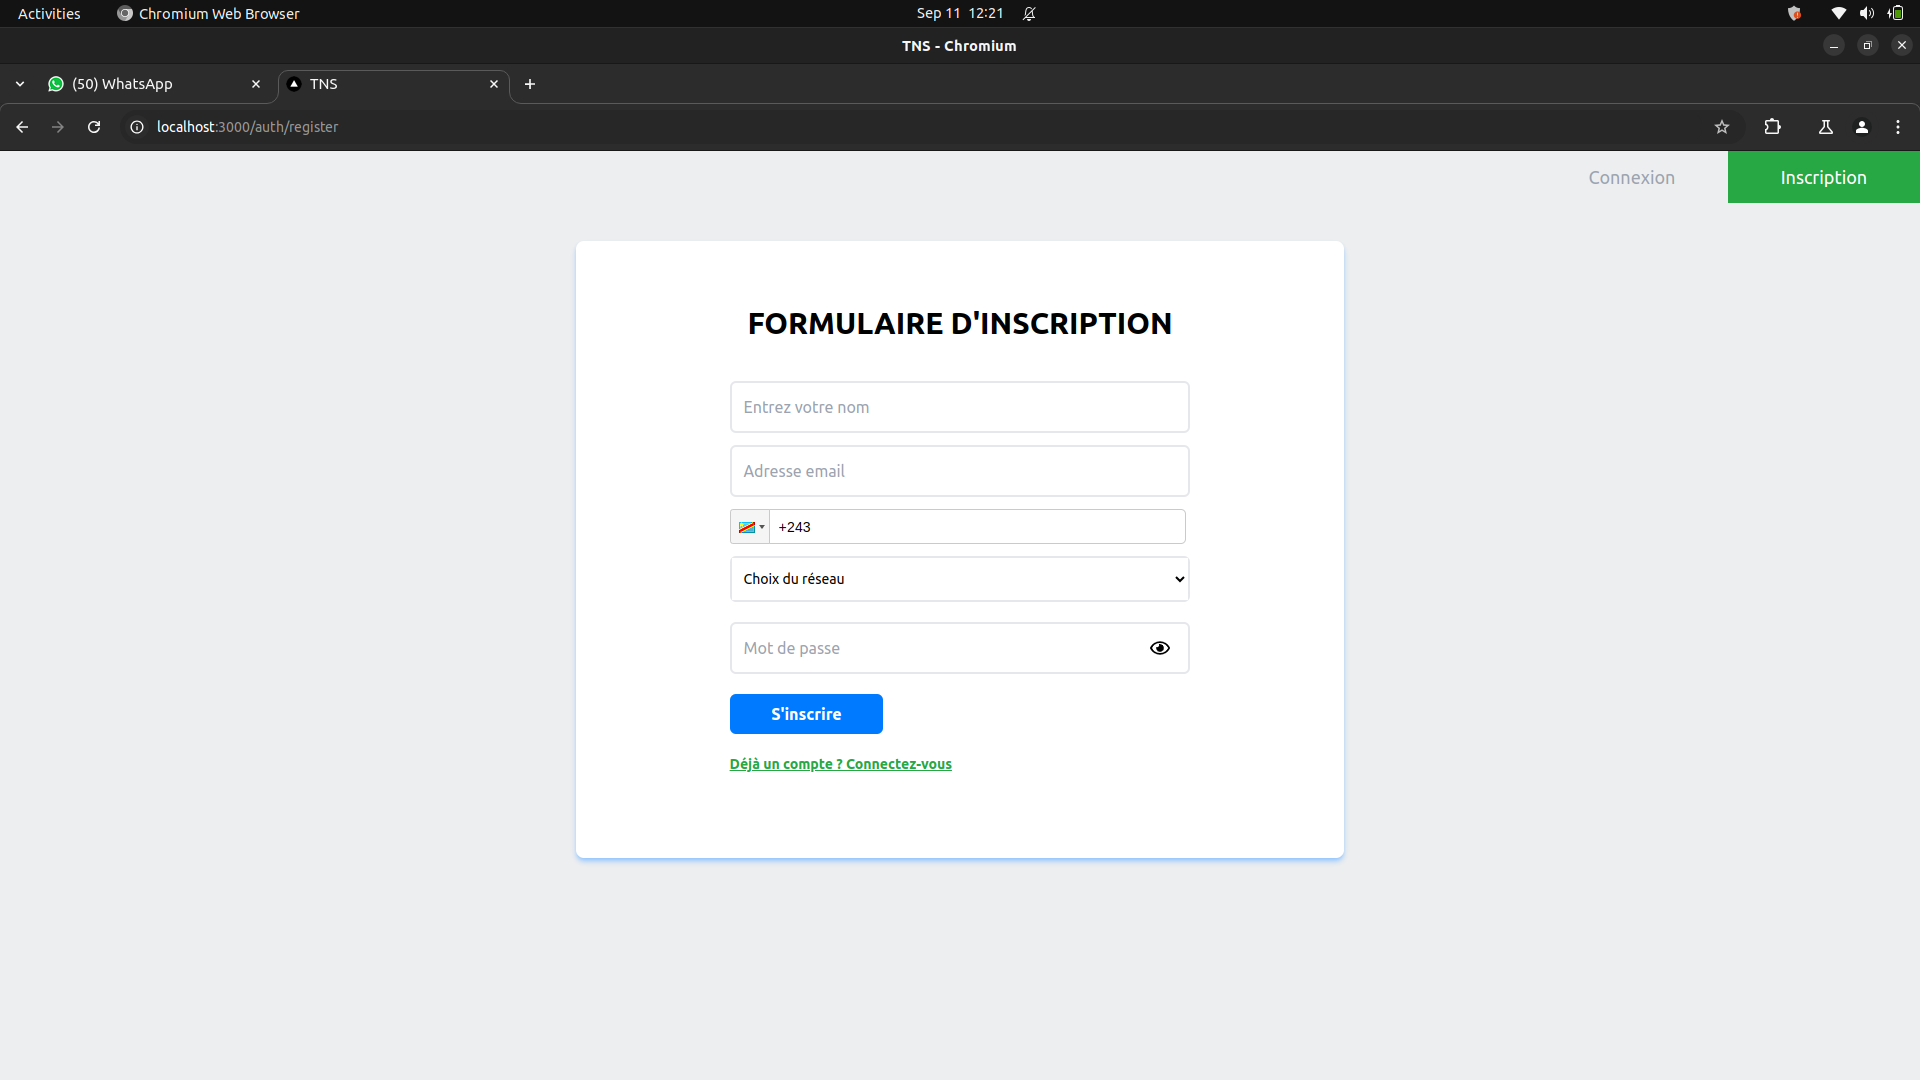 Activities
Chromium Web Browser
Sep 11 12:21
TNS - Chromium
(50) WhatsApp
TNS
localhost:3000/auth/register
Connexion
Inscription
FORMULAIRE D'INSCRIPTION
Entrez votre nom
Adresse email
+243
Choix du réseau
Mot de passe
S'inscrire
Déjà un compte ? Connectez-vous